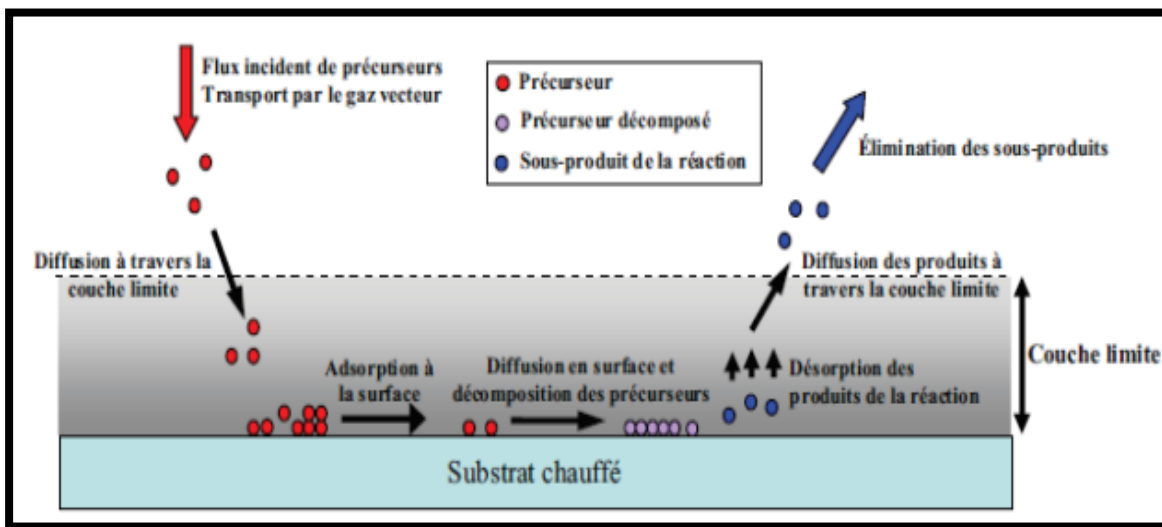 Flux incident de précurseurs
Transport par le gaz vecteur
Précurseur
Précurseur décomposé
Sous-produit de la réaction
Élimination des sous-produits
Diffusion à travers la
couche limite
Diffusion des produits à
travers la couche limite
Couche limite
Adsorption à
la surface
Diffusion en surface et
décomposition des précurseurs
Désorption des
produits de la réaction
Substrat chauffé